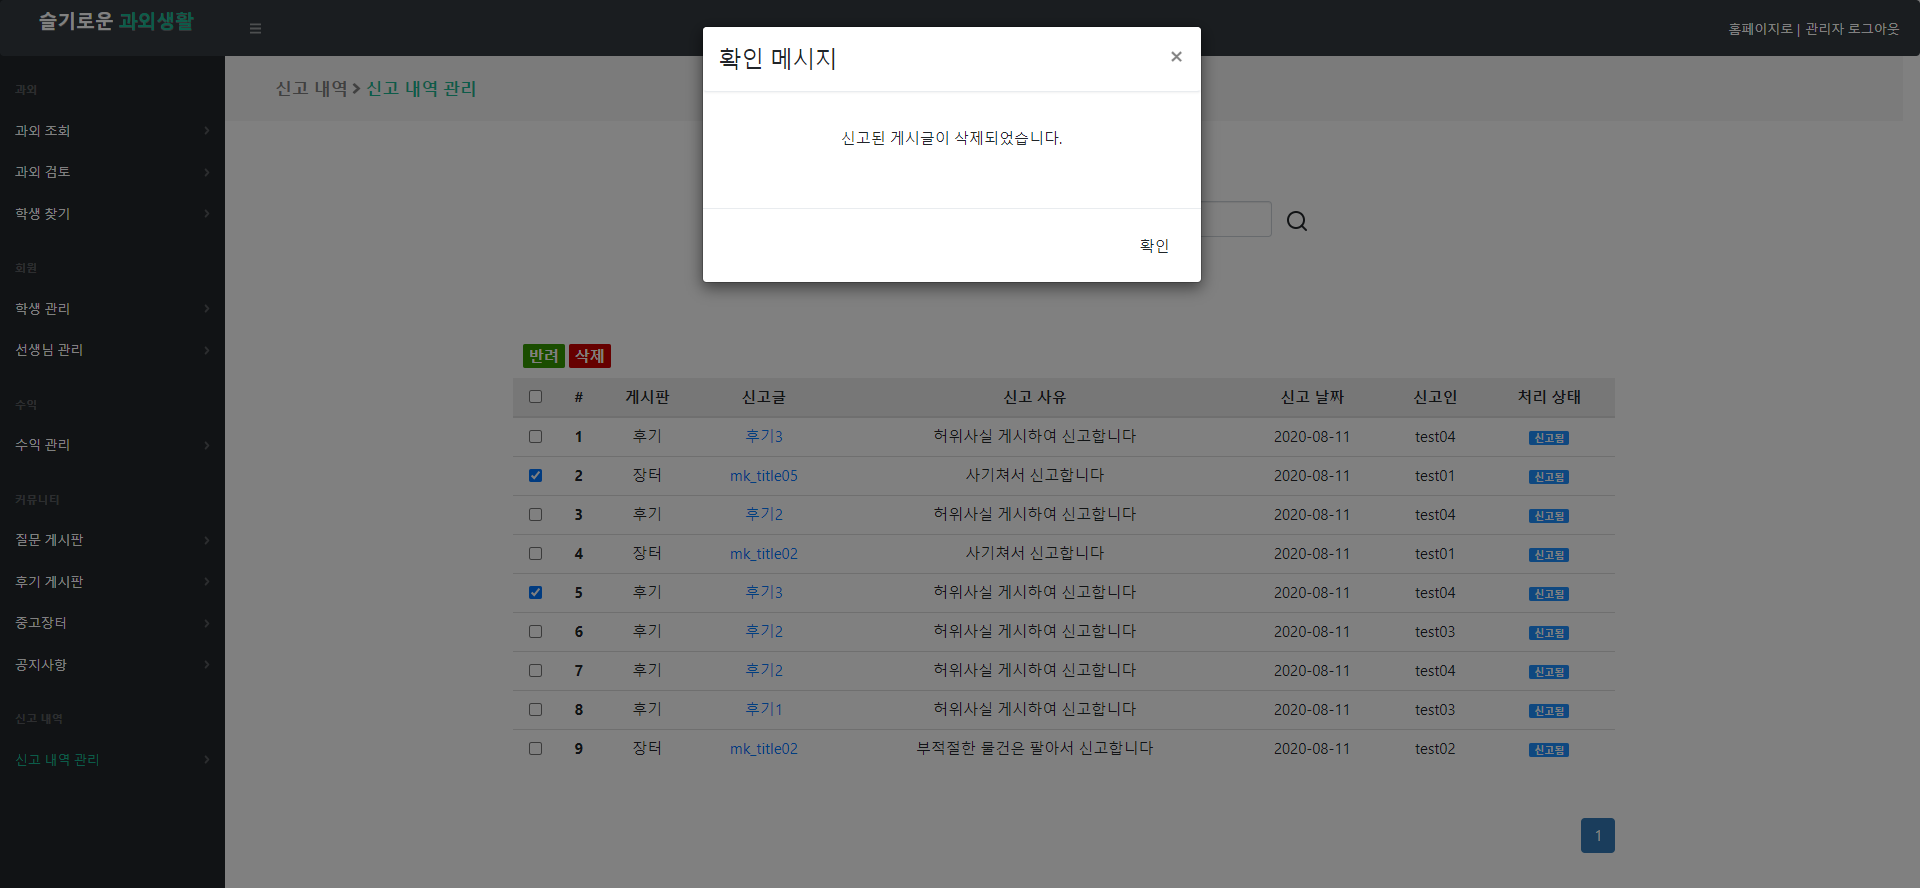 슬기로운 과외생활
홈페이지로 | 관리자 로그아웃
확인 메시지 ×
신고된 게시글이 삭제되었습니다.
확인
신고 내역 > 신고 내역 관리
과외
과외 조회
과외 검토
학생 찾기
회원
학생 관리
선생님 관리
수익
수익 관리
커뮤니티
질문 게시판
후기 게시판
중고장터
공지사항
신고 내역
신고 내역 관리
반려 삭제
# 게시판 신고글 신고 사유 신고 날짜 신고인 처리 상태
1 후기 후기3 허위사실 게시하여 신고합니다 2020-08-11 test04 신고됨
2 장터 mk_title05 사기쳐서 신고합니다 2020-08-11 test01 신고됨
3 후기 후기2 허위사실 게시하여 신고합니다 2020-08-11 test04 신고됨
4 장터 mk_title02 사기쳐서 신고합니다 2020-08-11 test01 신고됨
5 후기 후기3 허위사실 게시하여 신고합니다 2020-08-11 test04 신고됨
6 후기 후기2 허위사실 게시하여 신고합니다 2020-08-11 test03 신고됨
7 후기 후기2 허위사실 게시하여 신고합니다 2020-08-11 test04 신고됨
8 후기 후기1 허위사실 게시하여 신고합니다 2020-08-11 test03 신고됨
9 장터 mk_title02 부적절한 물건은 팔아서 신고합니다 2020-08-11 test02 신고됨
1